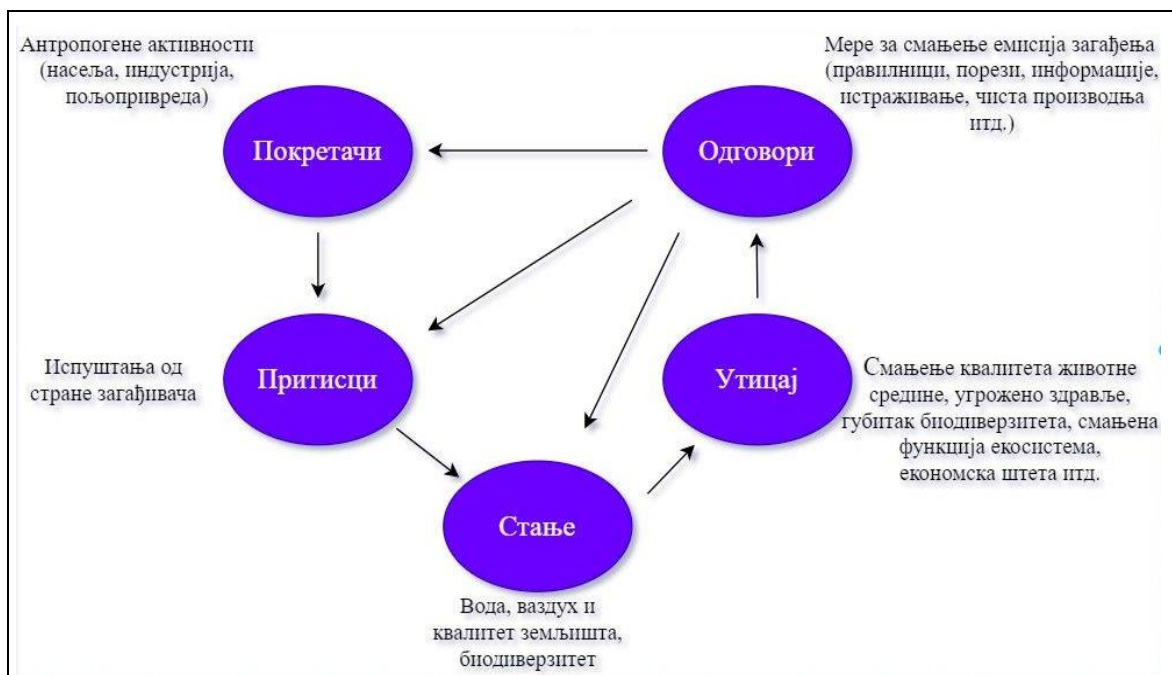 Антропогене активности
(насеља, индустрија,
пољопривреда)
Мере за смањење емисија загађења
(правилници, порези, информације,
истраживање, чиста производња
итд.)
Покретачи
Одговори
Испуштања од
стране загађивача
Притисци
Утицај
Смањење квалитета животне
средине, угрожено здравље,
губитак биодиверзитета, смањена
функција екосистема,
економска штета итд.
Стање
Вода, ваздух и
квалитет земљишта,
биодиверзитет